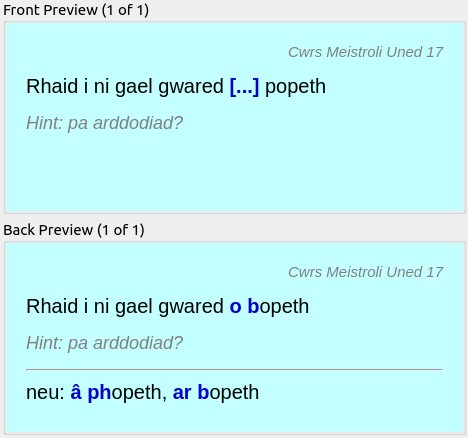 Front Preview (1 of 1)
Cwrs Meistroli Uned 17
Rhaid i ni gael gwared [...] popeth
Hint: pa arddodiad?
Back Preview (1 of 1)
Cwrs Meistroli Uned 17
Rhaid i ni gael gwared o bopeth
Hint: pa arddodiad?
neu: â phopeth, ar bopeth